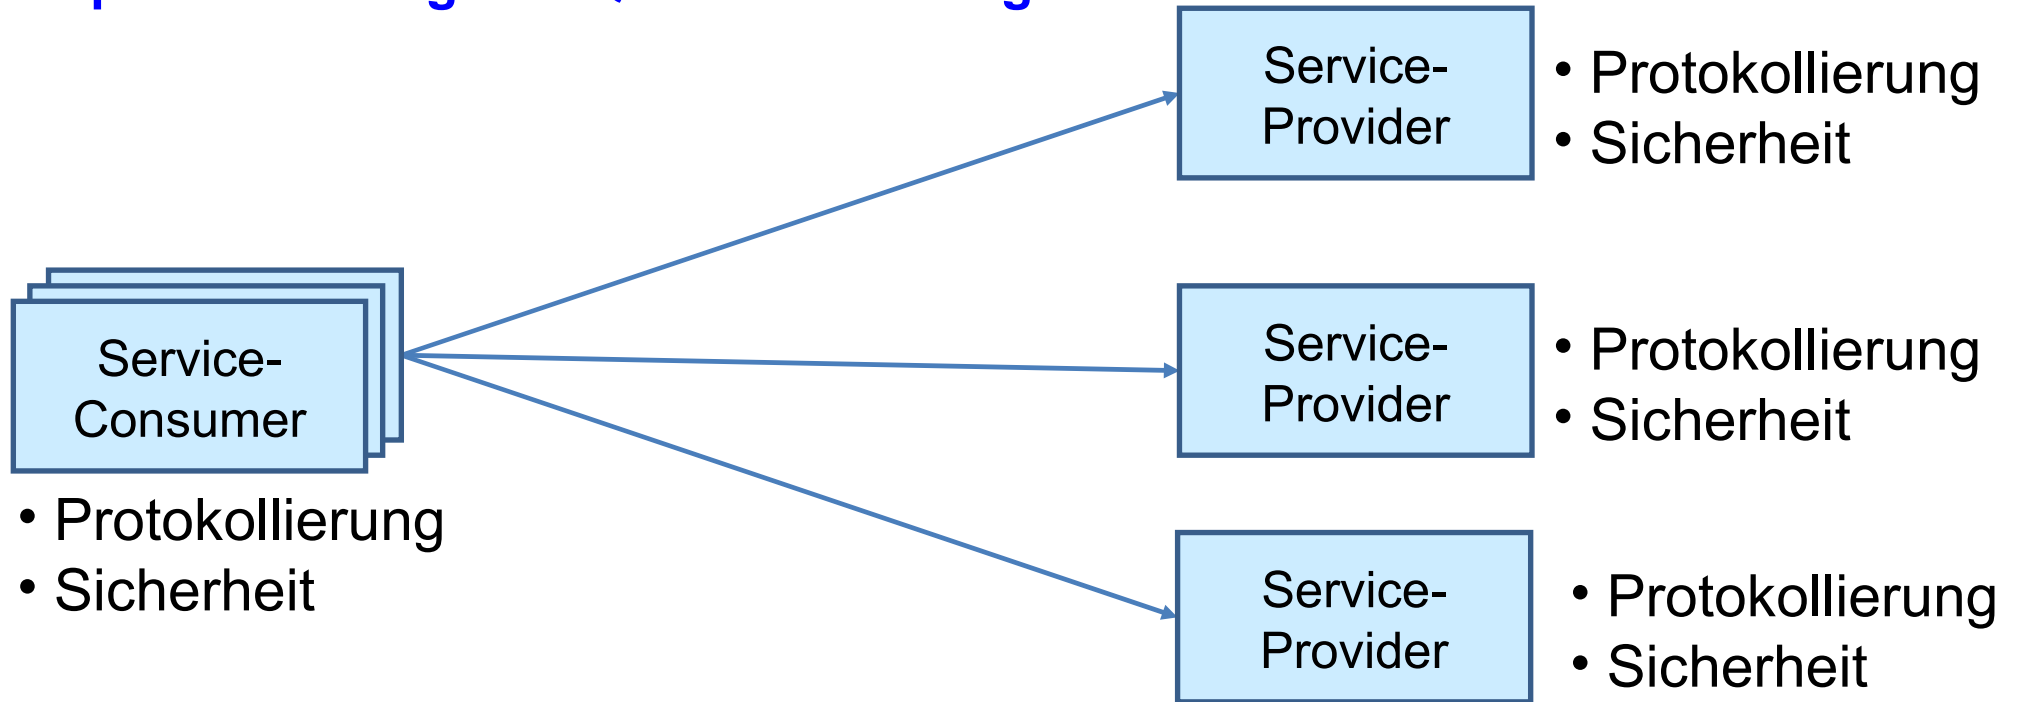 Service-
Provider
• Protokollierung
• Sicherheit
Service-
Consumer
• Protokollierung
• Sicherheit
Service-
Provider
• Protokollierung
• Sicherheit
Service-
Provider
• Protokollierung
• Sicherheit